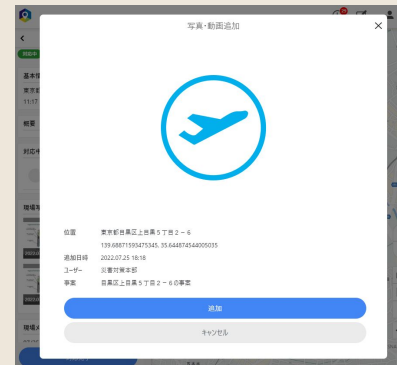 写真・動画追加
基本情
東京都
11:17
概要
対応中
現場写
現場メ
位置 東京都目黒区上目黒５丁目２－６
139.68871593475345, 35.644874544005035
追加日時 2022.07.25 18:18
ユーザー 災害対策本部
事案 目黒区上目黒５丁目２－６の事案
追加
キャンセル